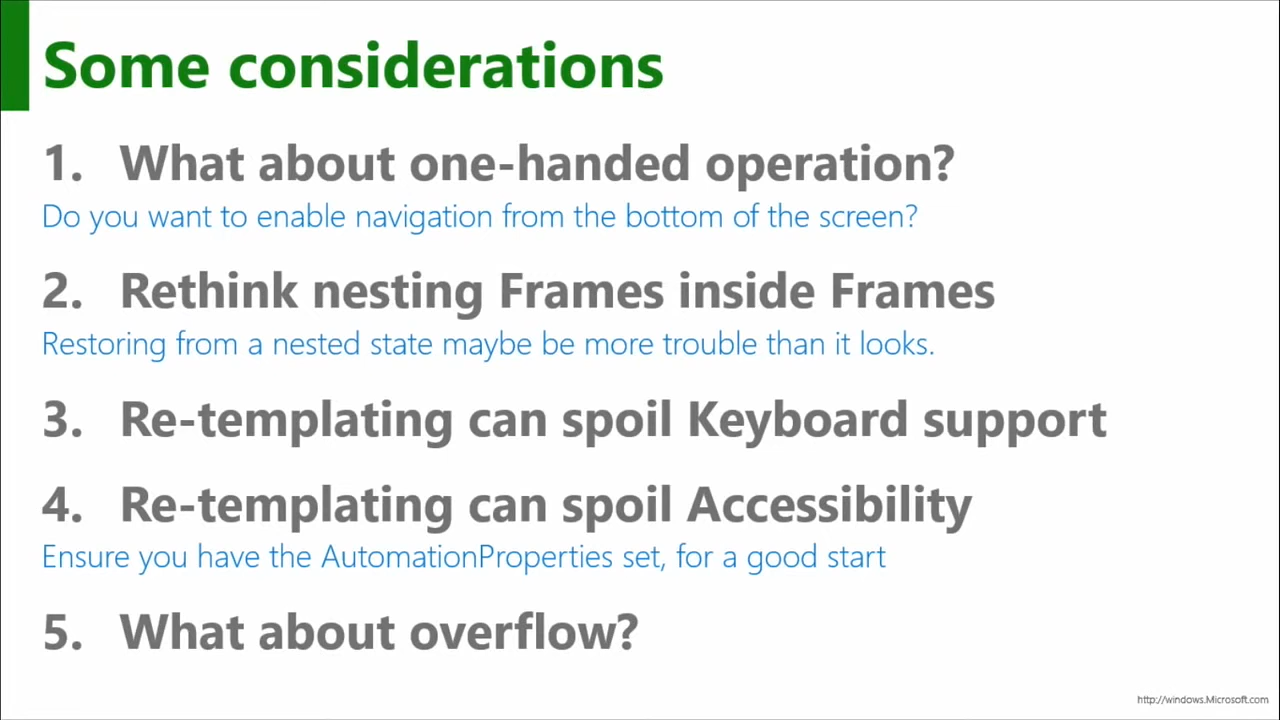 Some considerations
1. What about one-handed operation?
Do you want to enable navigation from the bottom of the screen?
2. Rethink nesting Frames inside Frames
Restoring from a nested state maybe be more trouble than it looks.
3. Re-templating can spoil Keyboard support
4. Re-templating can spoil Accessibility
Ensure you have the AutomationProperties set, for a good start
5. What about overflow?
http://windows.Microsoft.com